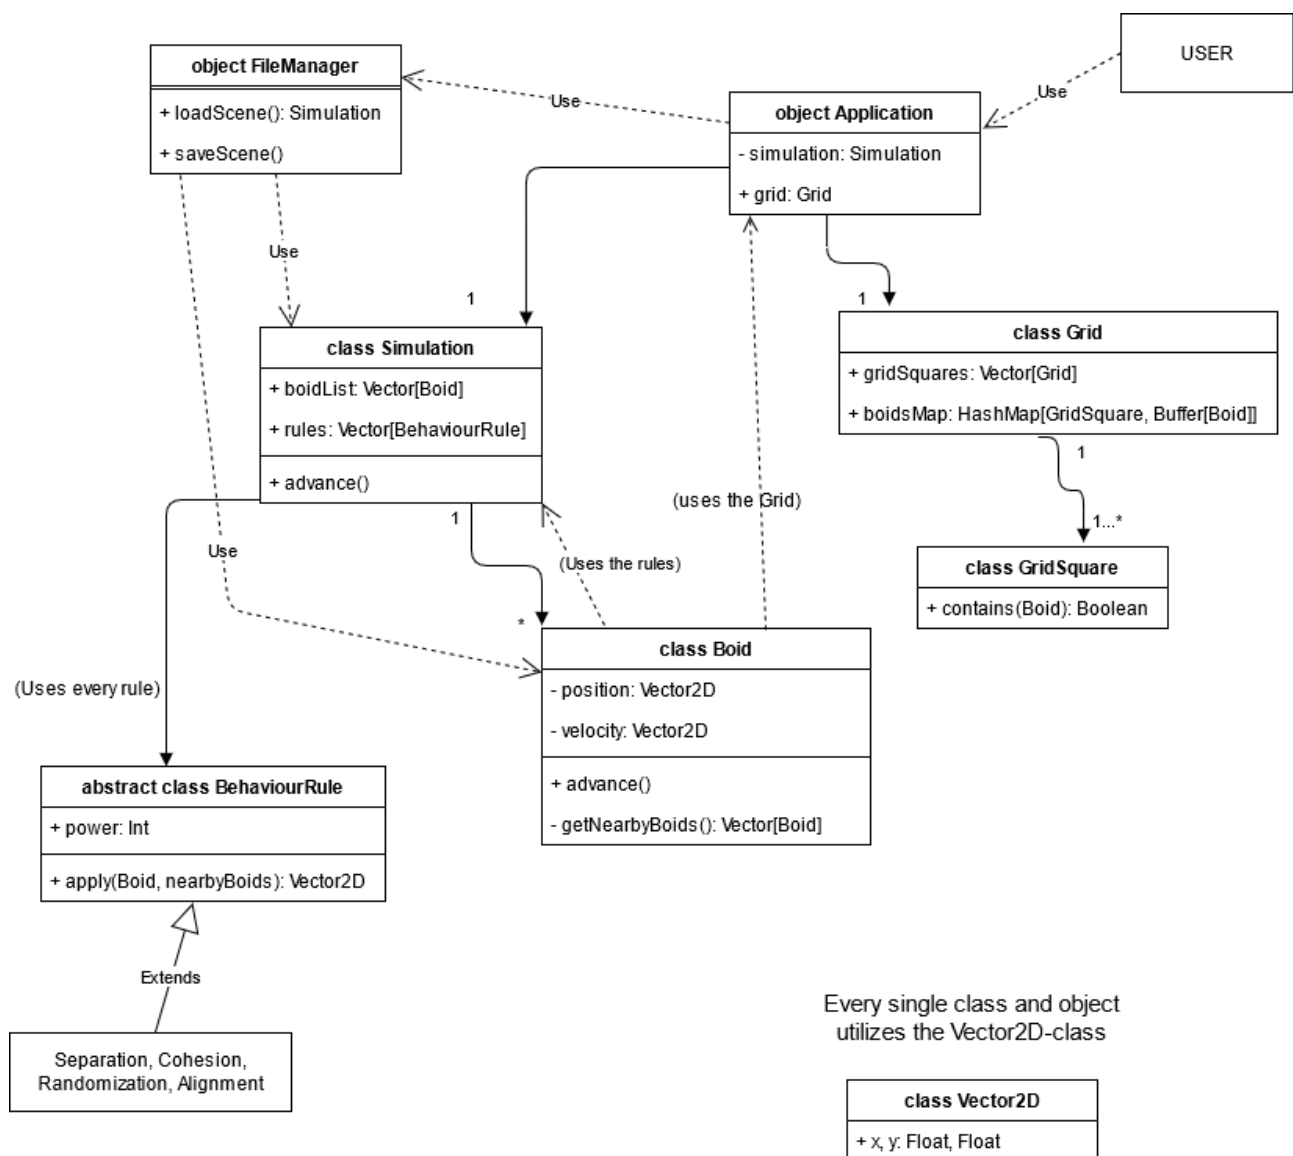 USER
Use
object FileManager
+ loadScene(): Simulation
+ saveScene()
Use
object Application
- simulation: Simulation
+ grid: Grid
Use
1
1
class Simulation
+ boidList: Vector[Boid]
+ rules: Vector[BehaviourRule]
+ advance()
class Grid
+ gridSquares: Vector[Grid]
+ boidsMap: HashMap[GridSquare, Buffer[Boid]]
1
1...*
(uses the Grid)
1
Use
(Uses the rules)
class GridSquare
+ contains(Boid): Boolean
*
class Boid
- position: Vector2D
- velocity: Vector2D
+ advance()
- getNearbyBoids(): Vector[Boid]
(Uses every rule)
abstract class BehaviourRule
+ power: Int
+ apply(Boid, nearbyBoids): Vector2D
Extends
Separation, Cohesion,
Randomization, Alignment
Every single class and object
utilizes the Vector2D-class
class Vector2D
+ x, y: Float, Float